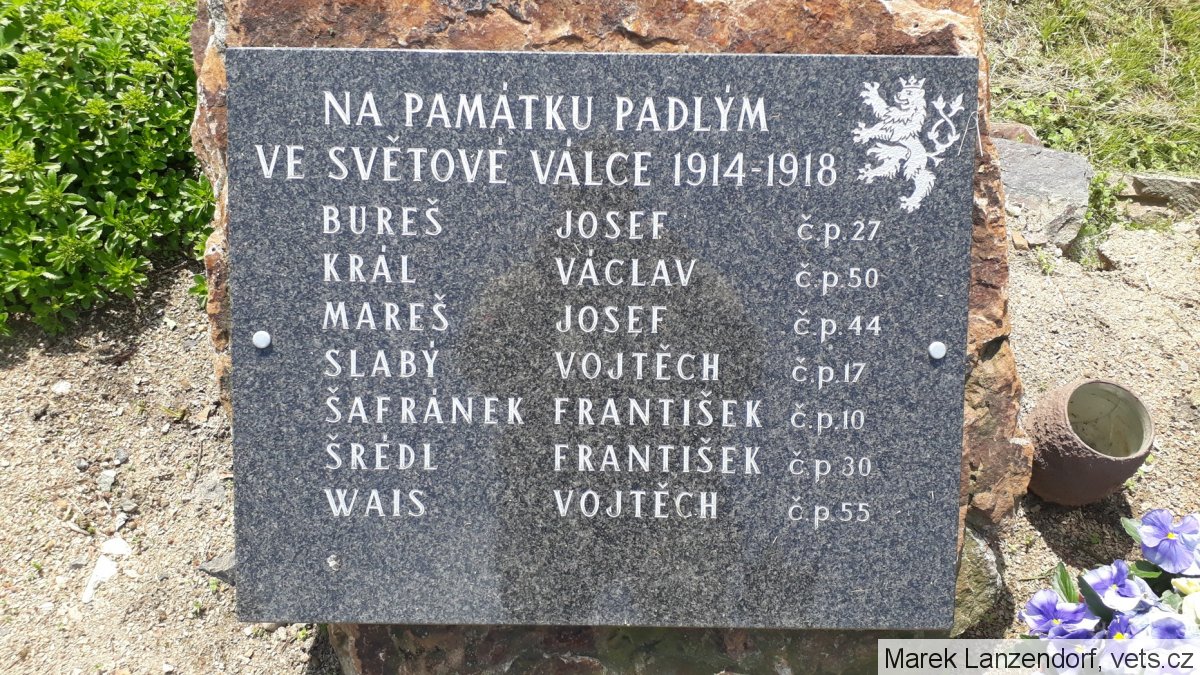 NA PAMÁTKU PADLÝM
VE SVĚTOVÉ VÁLCE 1914-1918
BUREŠ JOSEF č.p.27
KRÁL VÁCLAV č.p.50
MAREŠ JOSEF č.p.44
SLABÝ VOJTĚCH č.p.17
ŠAFRÁNEK FRANTIŠEK č.p.10
ŠRÉDL FRANTIŠEK č.p.30
WAIS VOJTĚCH č.p.55
Marek Lanzendorf, vets.cz